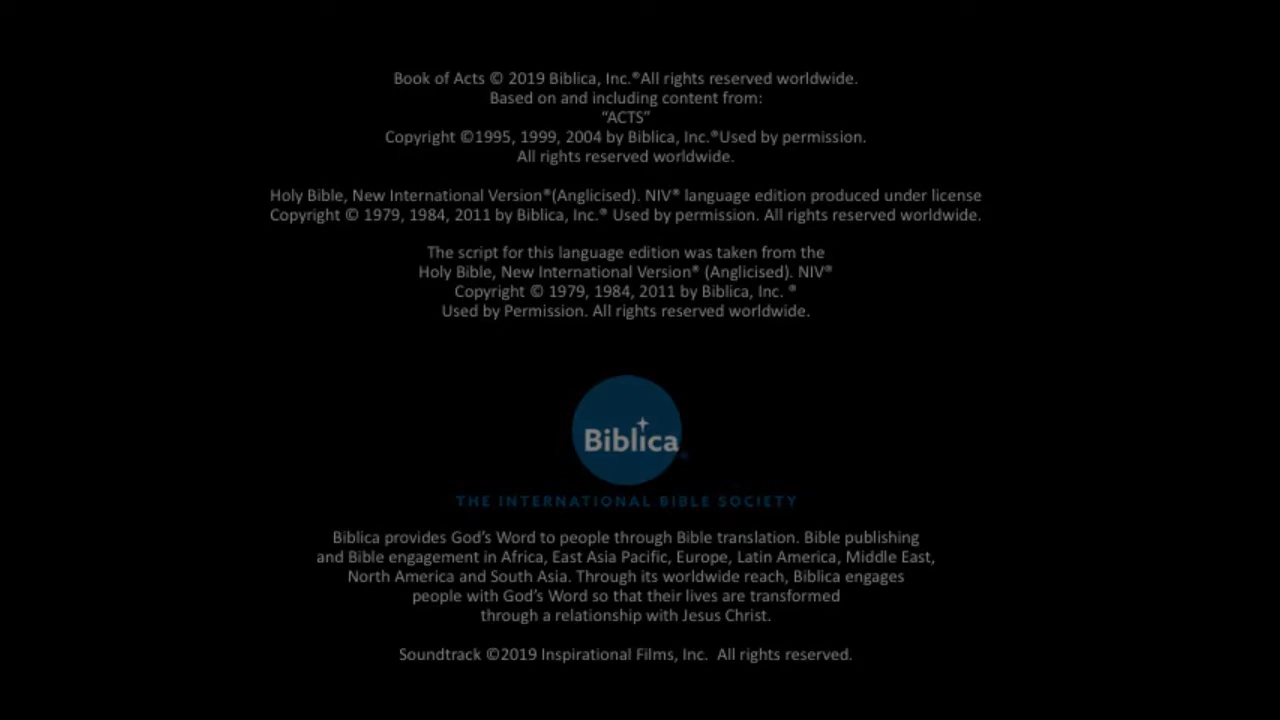 Book of Acts © 2019 Biblica, Inc.®All rights reserved worldwide.
Based on and including content from:
“ACTS”
Copyright ©1995, 1999, 2004 by Biblica, Inc.®Used by permission.
All rights reserved worldwide.
Holy Bible, New International Version®(Anglicised). NIV® language edition produced under license
Copyright © 1979, 1984, 2011 by Biblica, Inc.® Used by permission. All rights reserved worldwide.
The script for this language edition was taken from the
Holy Bible, New International Version® (Anglicised). NIV®
Copyright © 1979, 1984, 2011 by Biblica, Inc. ®
Used by Permission. All rights reserved worldwide.
Biblica®
THE INTERNATIONAL BIBLE SOCIETY
Biblica provides God’s Word to people through Bible translation. Bible publishing
and Bible engagement in Africa, East Asia Pacific, Europe, Latin America, Middle East,
North America and South Asia. Through its worldwide reach, Biblica engages
people with God’s Word so that their lives are transformed
through a relationship with Jesus Christ.
Soundtrack ©2019 Inspirational Films, Inc.  All rights reserved.